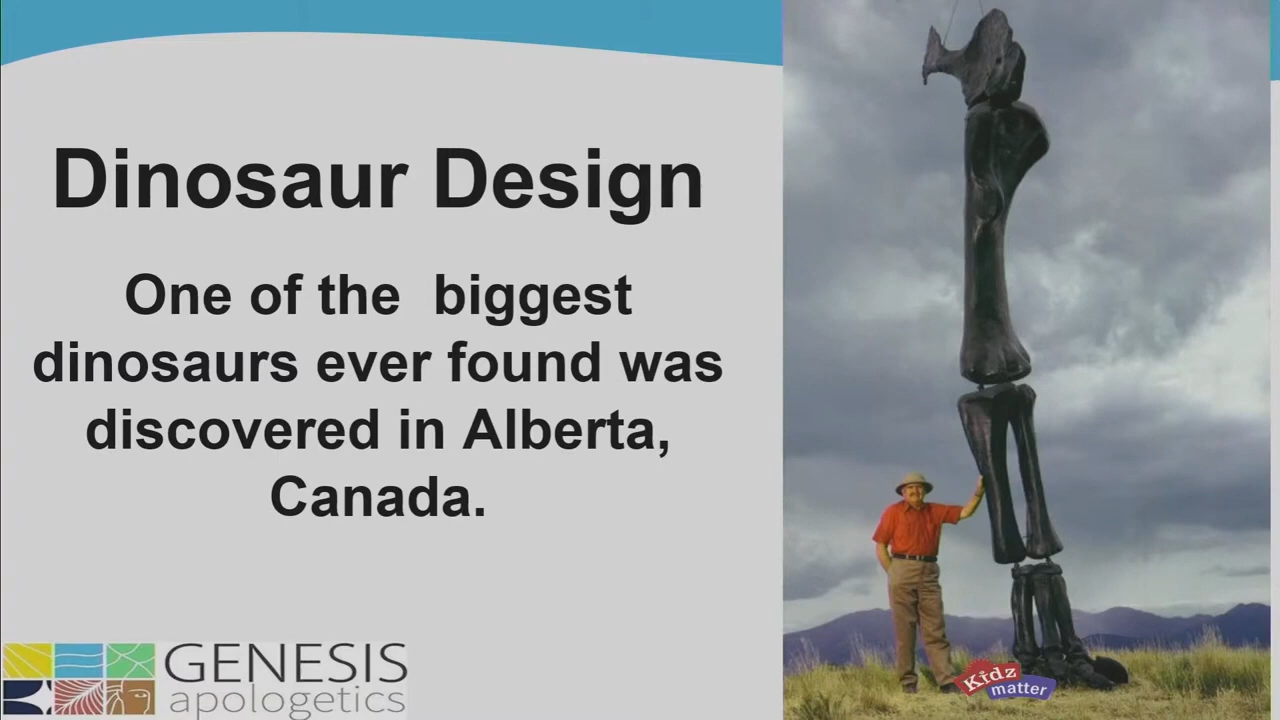 Dinosaur Design
One of the  biggest
dinosaurs ever found was
discovered in Alberta,
Canada.
GENESIS
apologetics
Kidz
matter